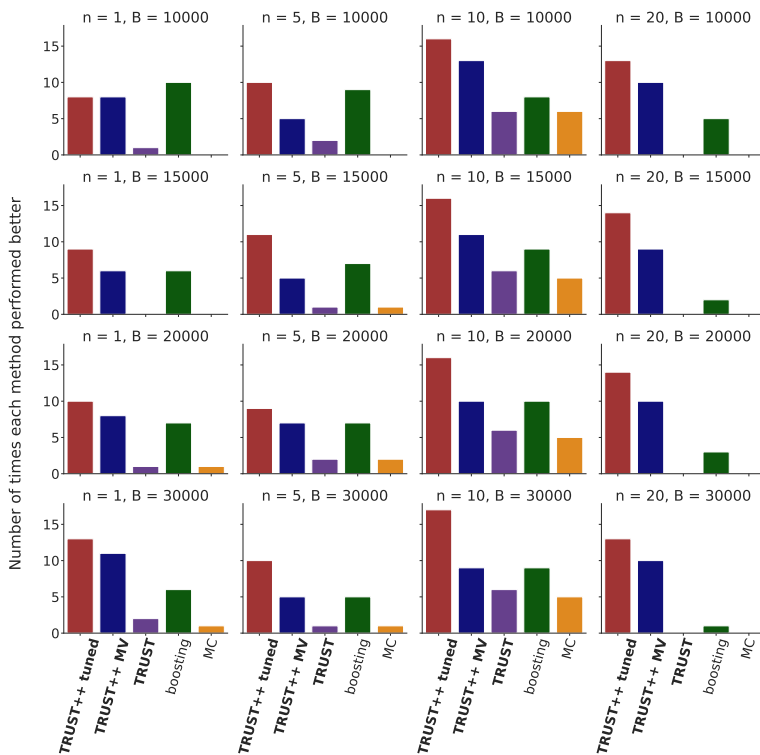 Number of times each method performed better
n = 1, B = 10000
n = 5, B = 10000
n = 10, B = 10000
n = 20, B = 10000
15
10
5
0
n = 1, B = 15000
n = 5, B = 15000
n = 10, B = 15000
n = 20, B = 15000
15
10
5
0
n = 1, B = 20000
n = 5, B = 20000
n = 10, B = 20000
n = 20, B = 20000
15
10
5
0
n = 1, B = 30000
n = 5, B = 30000
n = 10, B = 30000
n = 20, B = 30000
15
10
5
0
TRUST++ tuned
TRUST++ MV
TRUST
boosting
MC
TRUST++ tuned
TRUST++ MV
TRUST
boosting
MC
TRUST++ tuned
TRUST++ MV
TRUST
boosting
MC
TRUST++ tuned
TRUST++ MV
TRUST
boosting
MC